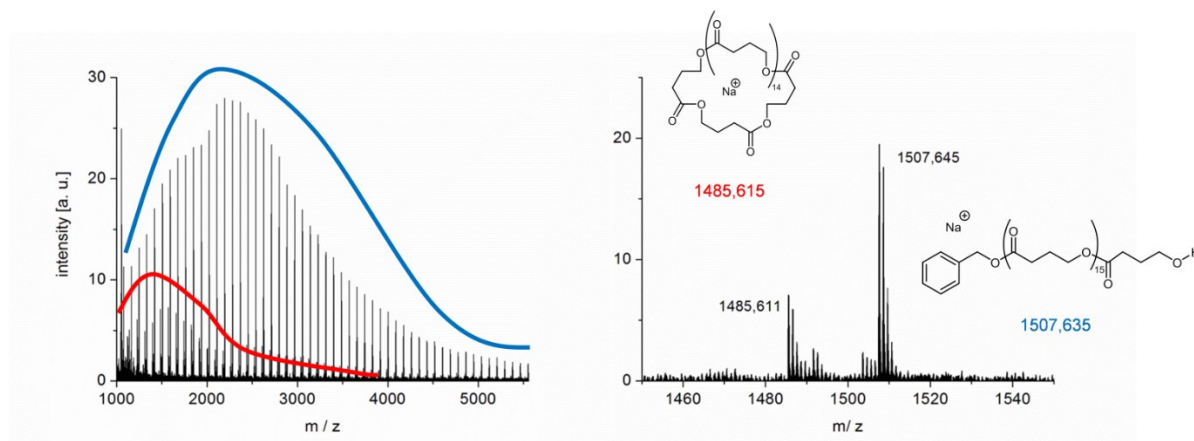 intensity [a. u.]
30
20
10
0
1000
2000
3000
4000
5000
m / z
20
10
0
1460
1480
1500
1520
1540
m/ z
O
O
O
O
14
O
Na⊕
O
O
O
O
O
1485,615
1507,645
1485,611
Na⊕
O
O
O
15
O
O
H
1507,635